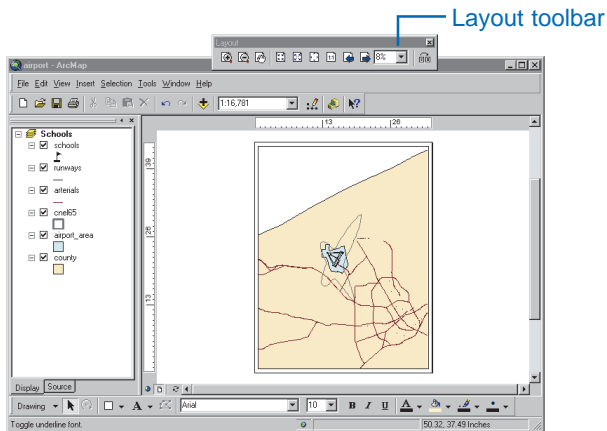 Layout toolbar
Layout
8%
airport - ArcMap
File Edit View Insert Selection Tools Window Help
1:16,781
Schools
schools
runways
arterials
cnel65
airport_area
county
13
26
39
26
13
Display Source
Drawing A Arial 10 B I U A
Toggle underline font.
50.32, 37.49 Inches